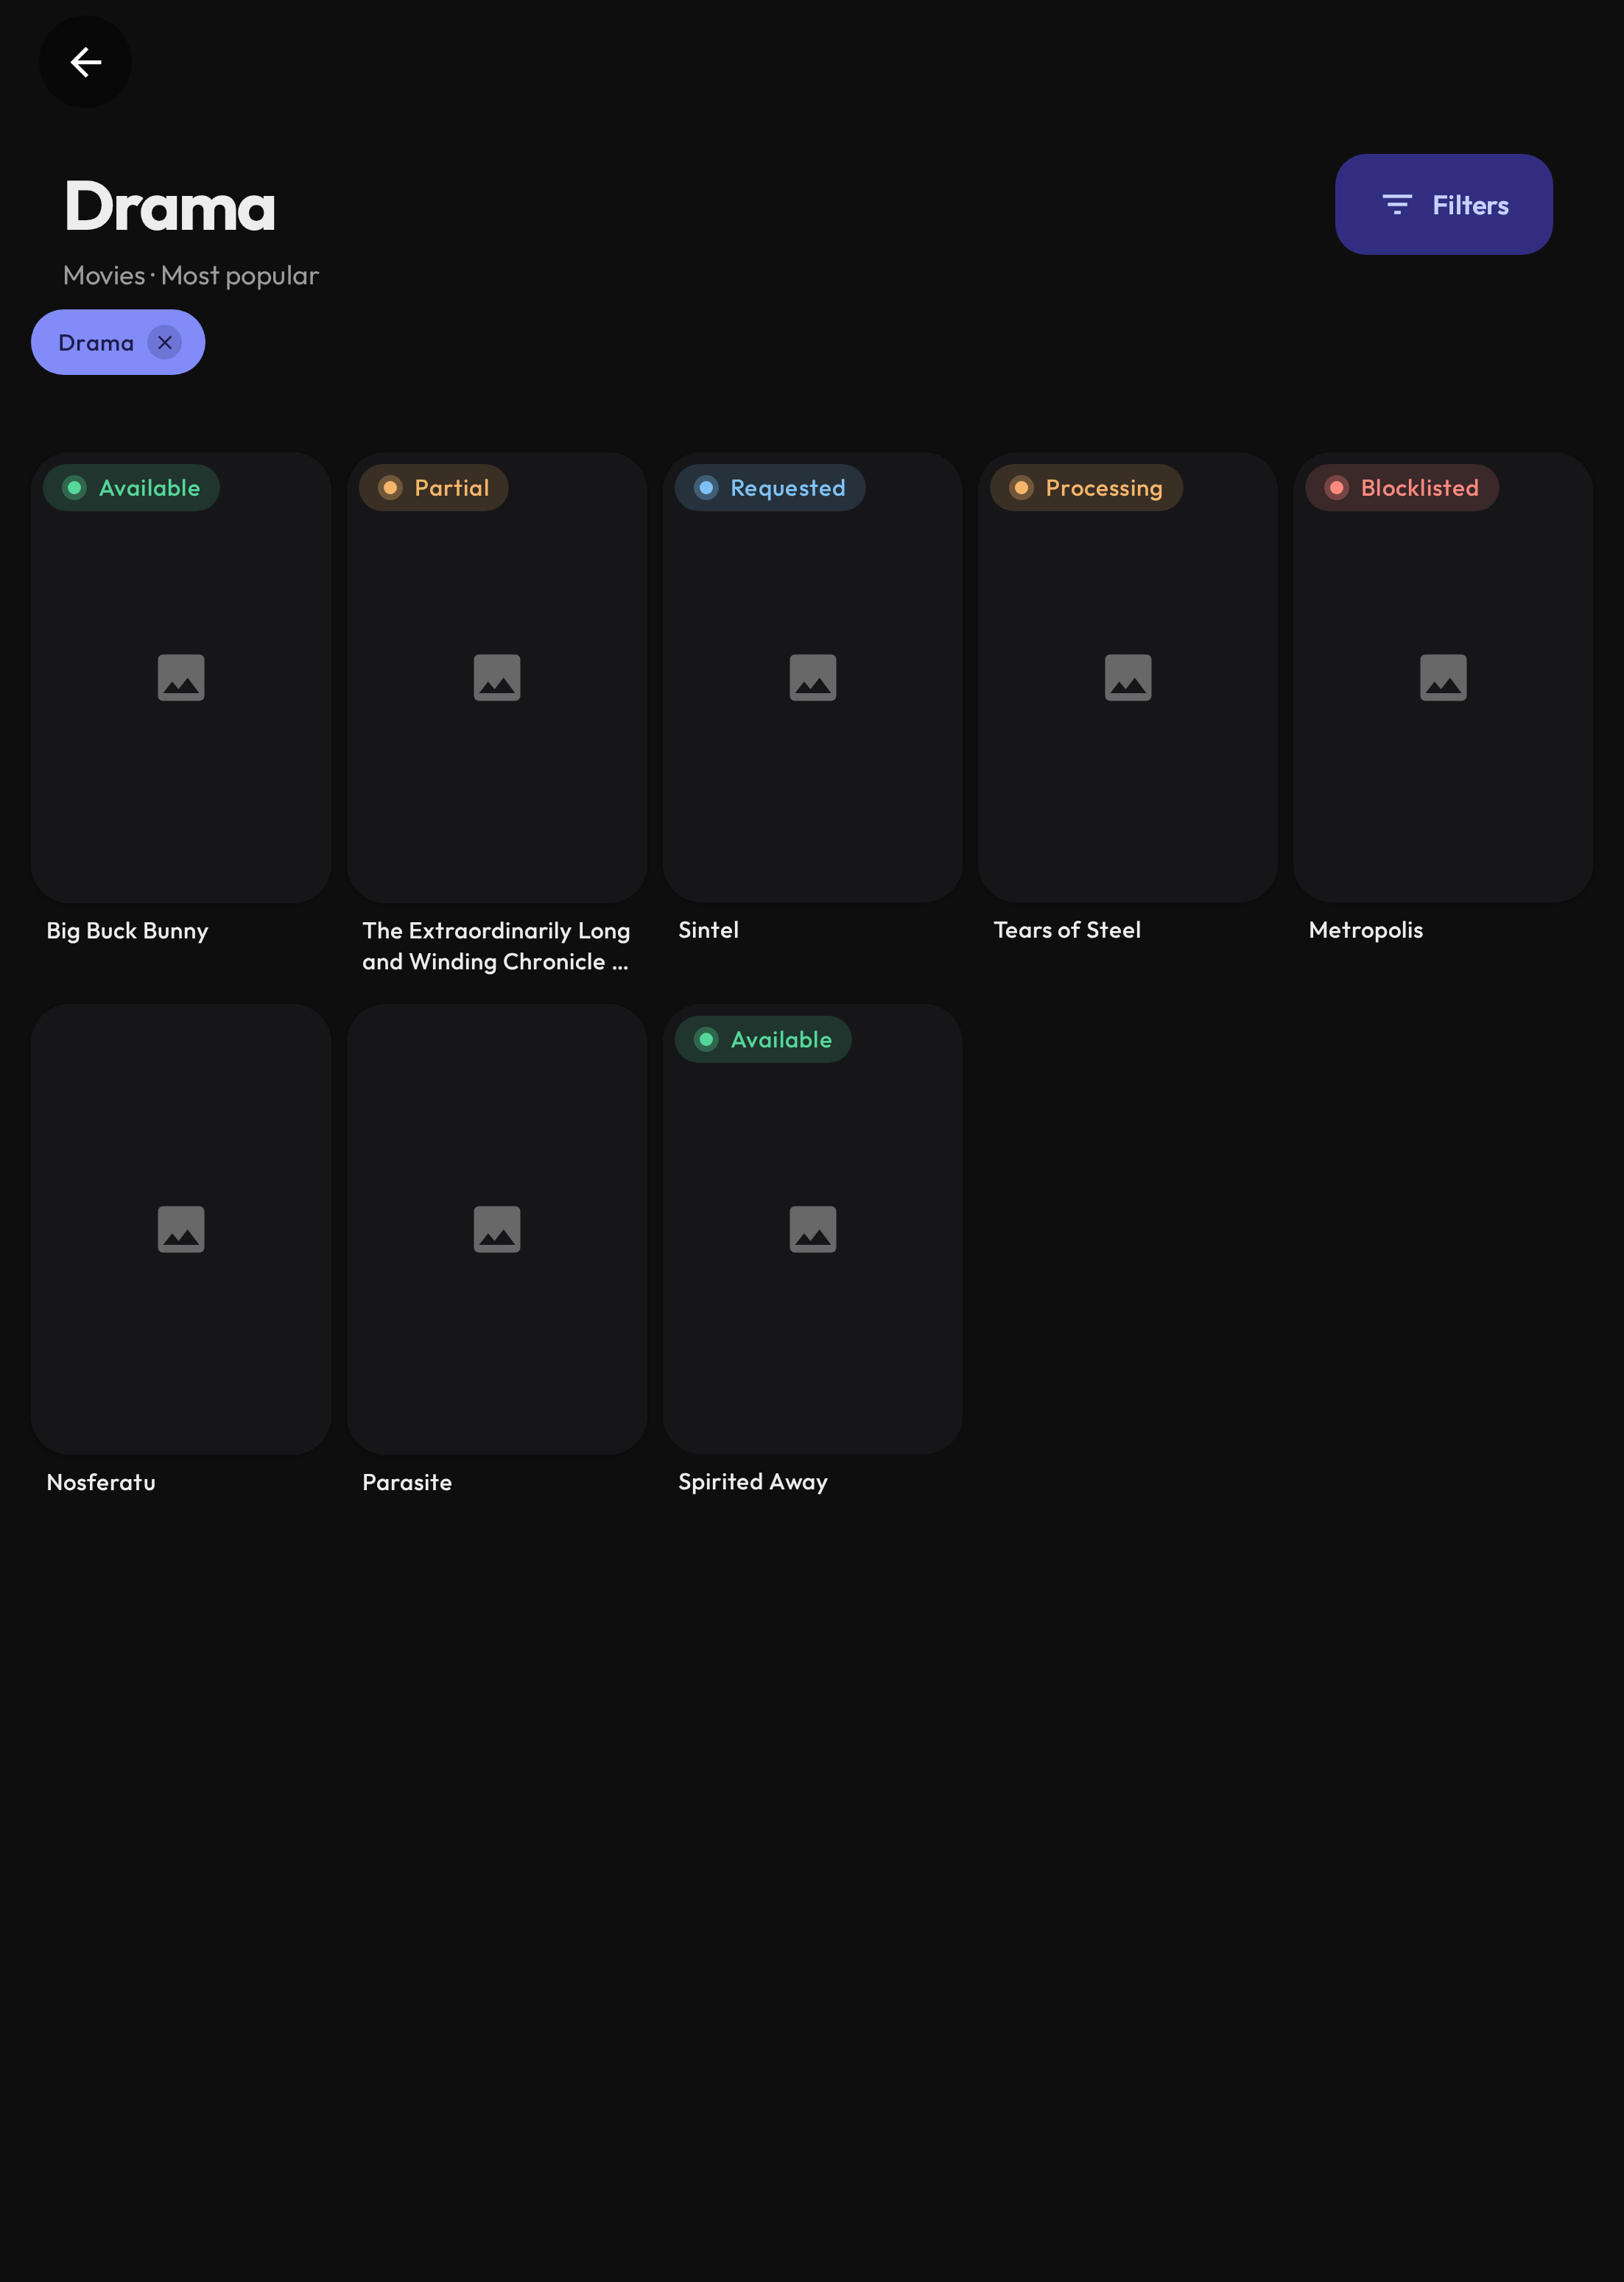 Drama
Filters
Movies · Most popular
Drama
Available
Partial
Requested
Processing
Blocklisted
Big Buck Bunny
The Extraordinarily Long
and Winding Chronicle ...
Sintel
Tears of Steel
Metropolis
Available
Nosferatu
Parasite
Spirited Away